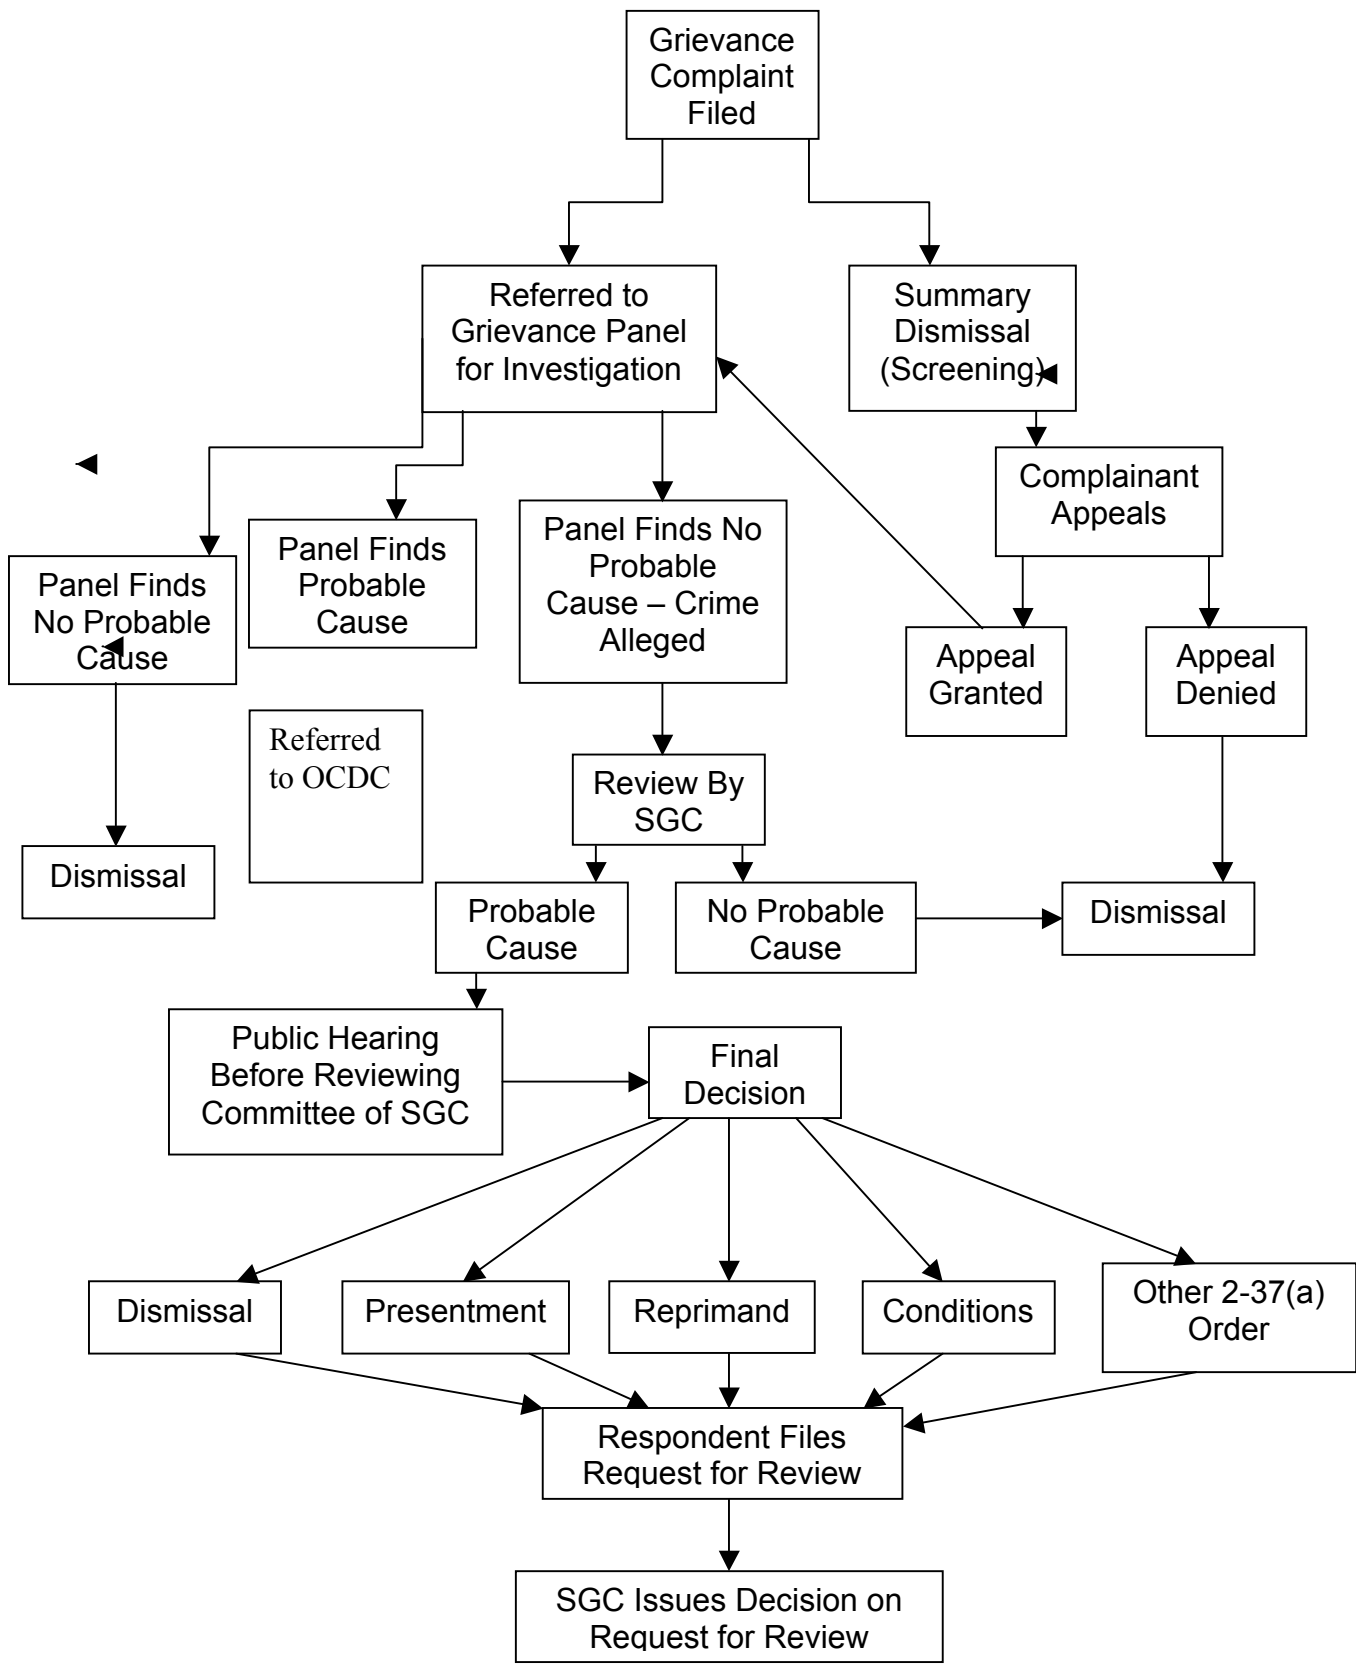 Grievance
Complaint
Filed
Referred to
Grievance Panel
for Investigation
Summary
Dismissal
(Screening)
Complainant
Appeals
Panel Finds No
Probable
Cause – Crime
Alleged
Panel Finds
Probable
Cause
Panel Finds
No Probable
Cause
Appeal
Granted
Appeal
Denied
Referred
to OCDC
Review By
SGC
Dismissal
Probable
Cause
No Probable
Cause
Dismissal
Public Hearing
Before Reviewing
Committee of SGC
Final
Decision
Dismissal
Presentment
Reprimand
Conditions
Other 2-37(a)
Order
Respondent Files
Request for Review
SGC Issues Decision on
Request for Review